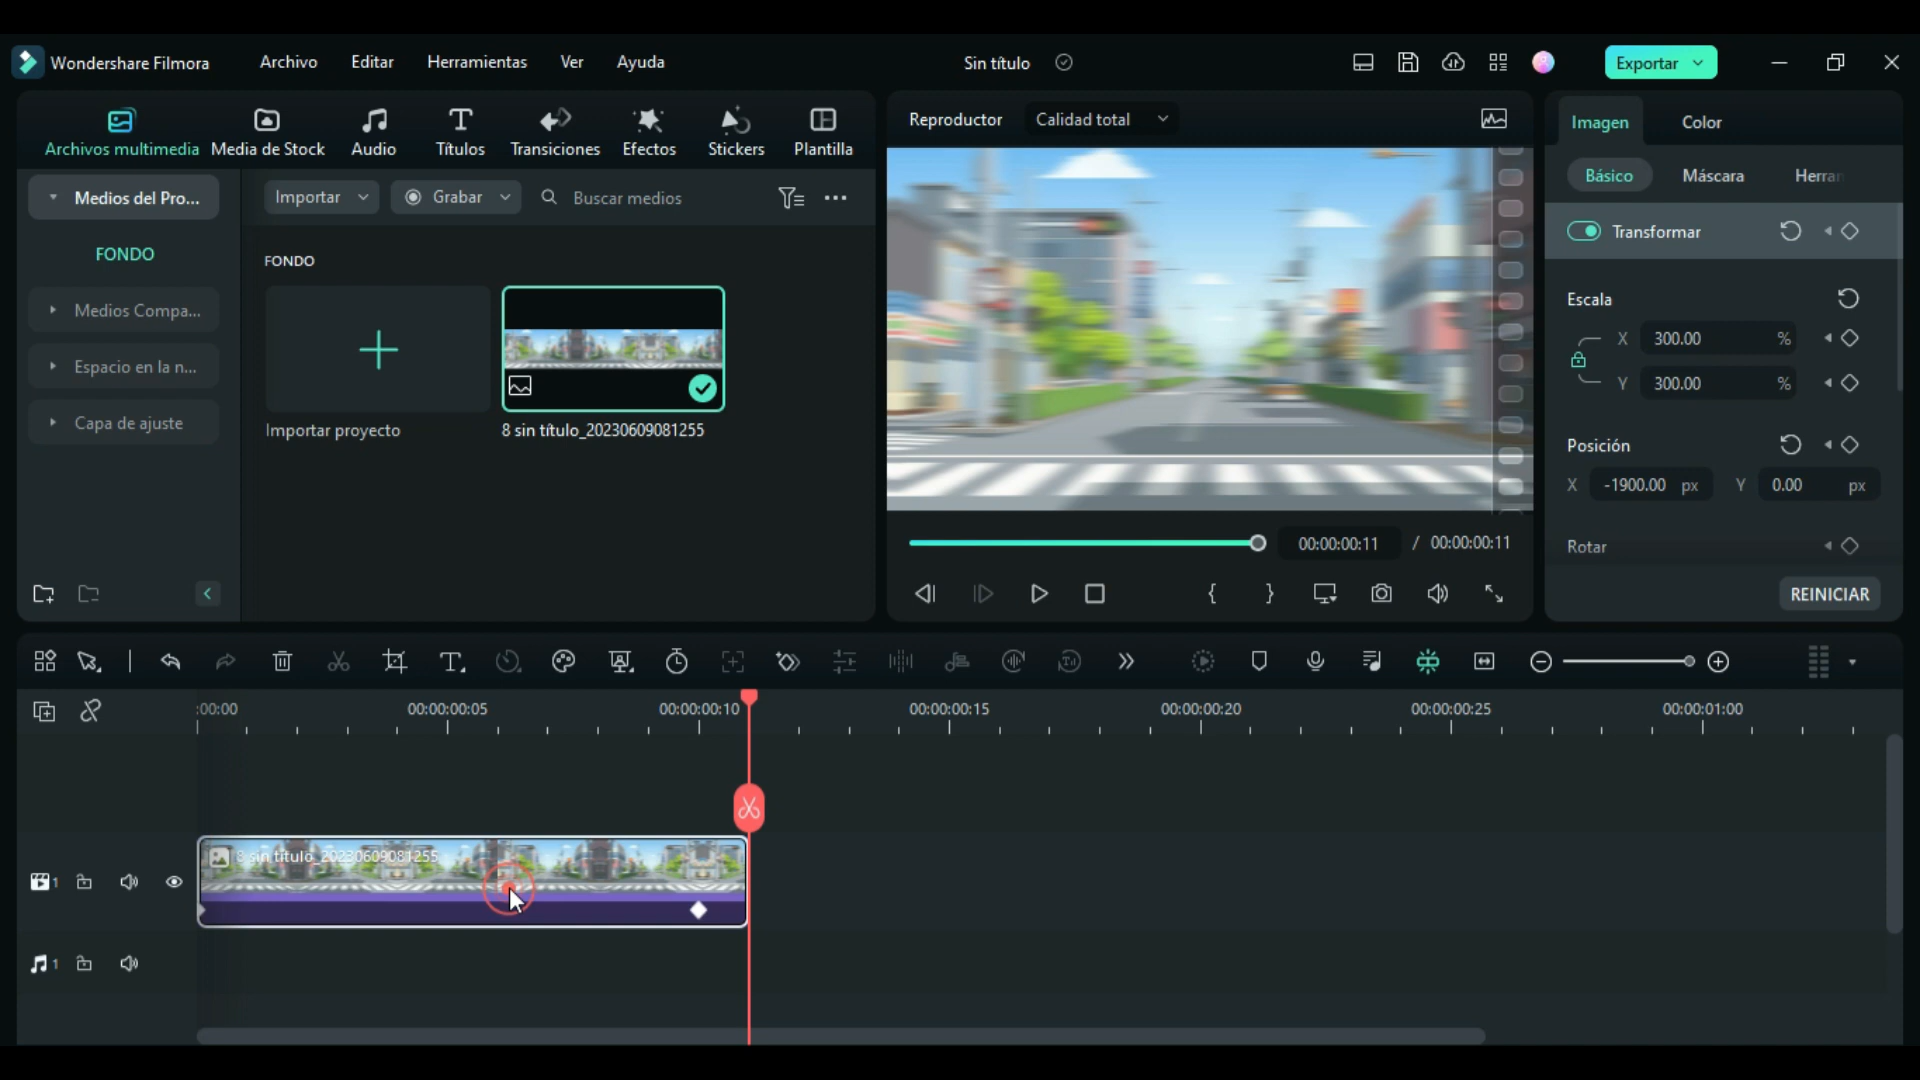 Wondershare Filmora Archivo Editar Herramientas Ver Ayuda Sin título Exportar
Archivos multimedia Media de Stock Audio Títulos Transiciones Efectos Stickers Plantilla
Medios del Pro...
FONDO
Medios Compa...
Espacio en la n...
Capa de ajuste
Importar Grabar Buscar medios
FONDO
Importar proyecto 8 sin título_20230609081255
Reproductor Calidad total
00:00:00:11 / 00:00:00:11
{ }
Imagen Color
Básico Máscara Herram
Transformar
Escala
X 300.00 %
Y 300.00 %
Posición
X -1900.00 px Y 0.00 px
Rotar
REINICIAR
:00:00 00:00:00:05 00:00:00:10 00:00:00:15 00:00:00:20 00:00:00:25 00:00:01:00
8 sin título_20230609081255
1
1